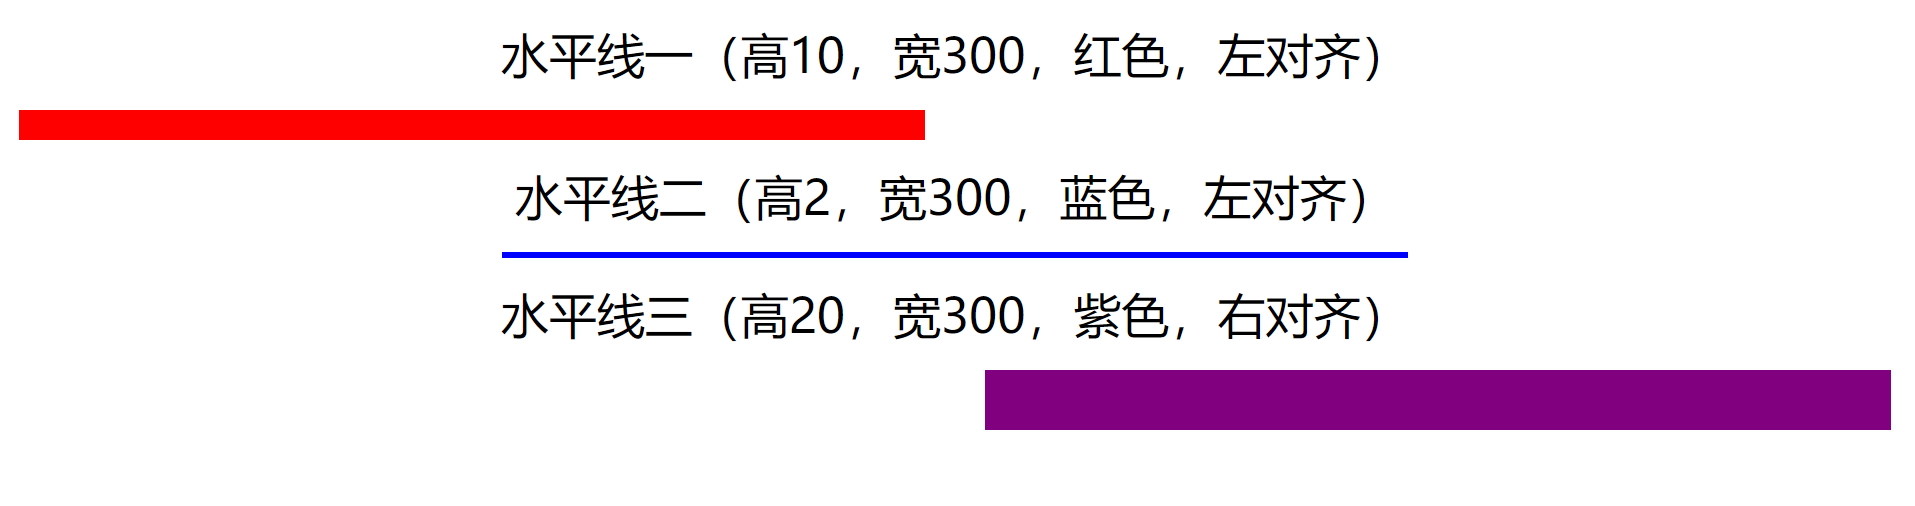 水平线一（高10，宽300，红色，左对齐）
水平线二（高2，宽300，蓝色，左对齐）
水平线三（高20，宽300，紫色，右对齐）